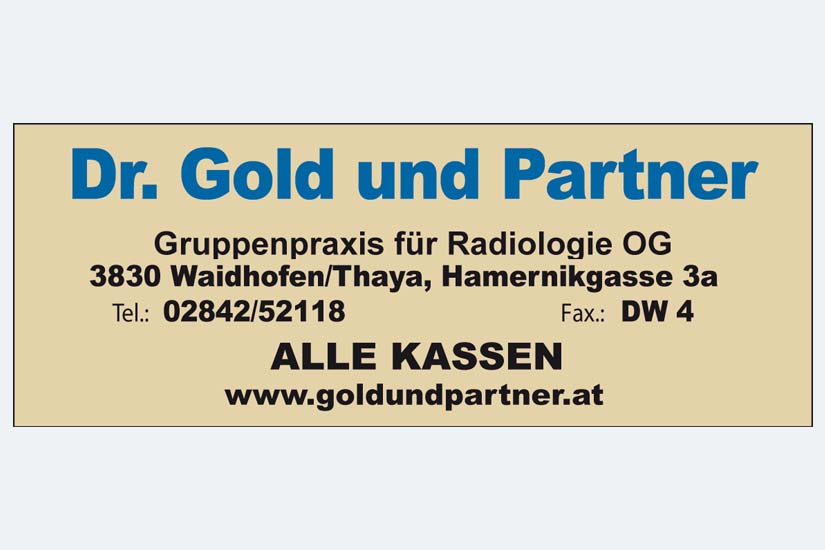 Dr. Gold und Partner
Gruppenpraxis für Radiologie OG
3830 Waidhofen/Thaya, Hamernikgasse 3a
Tel.: 02842/52118 Fax.: DW 4
ALLE KASSEN
www.goldundpartner.at